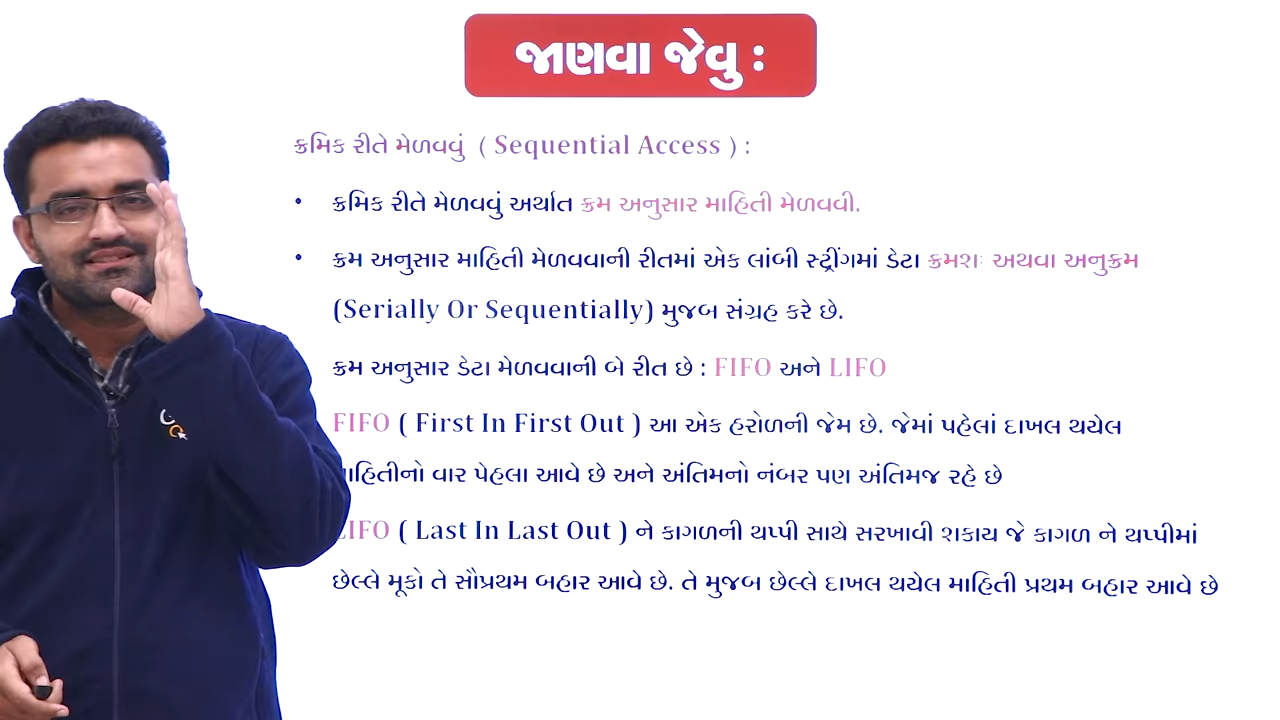 જાણવા જેવુ :
ક્રમિક રીતે મેળવવું ( Sequential Access ) :
• ક્રમિક રીતે મેળવવું અર્થાત ક્રમ અનુસાર માહિતી મેળવવી.
• ક્રમ અનુસાર માહિતી મેળવવાની રીતમાં એક લાંબી સ્ટ્રીંગમાં ડેટા ક્રમશઃ અથવા અનુક્રમ
(Serially Or Sequentially) મુજબ સંગ્રહ કરે છે.
ક્રમ અનુસાર ડેટા મેળવવાની બે રીત છે : FIFO અને LIFO
FIFO ( First In First Out ) આ એક હરોળની જેમ છે. જેમાં પહેલાં દાખલ થયેલ
માહિતીનો વાર પેહલા આવે છે અને અંતિમનો નંબર પણ અંતિમજ રહે છે
LIFO ( Last In Last Out ) ને કાગળની થપ્પી સાથે સરખાવી શકાય જે કાગળ ને થપ્પીમાં
છેલ્લે મૂકો તે સૌપ્રથમ બહાર આવે છે. તે મુજબ છેલ્લે દાખલ થયેલ માહિતી પ્રથમ બહાર આવે છે